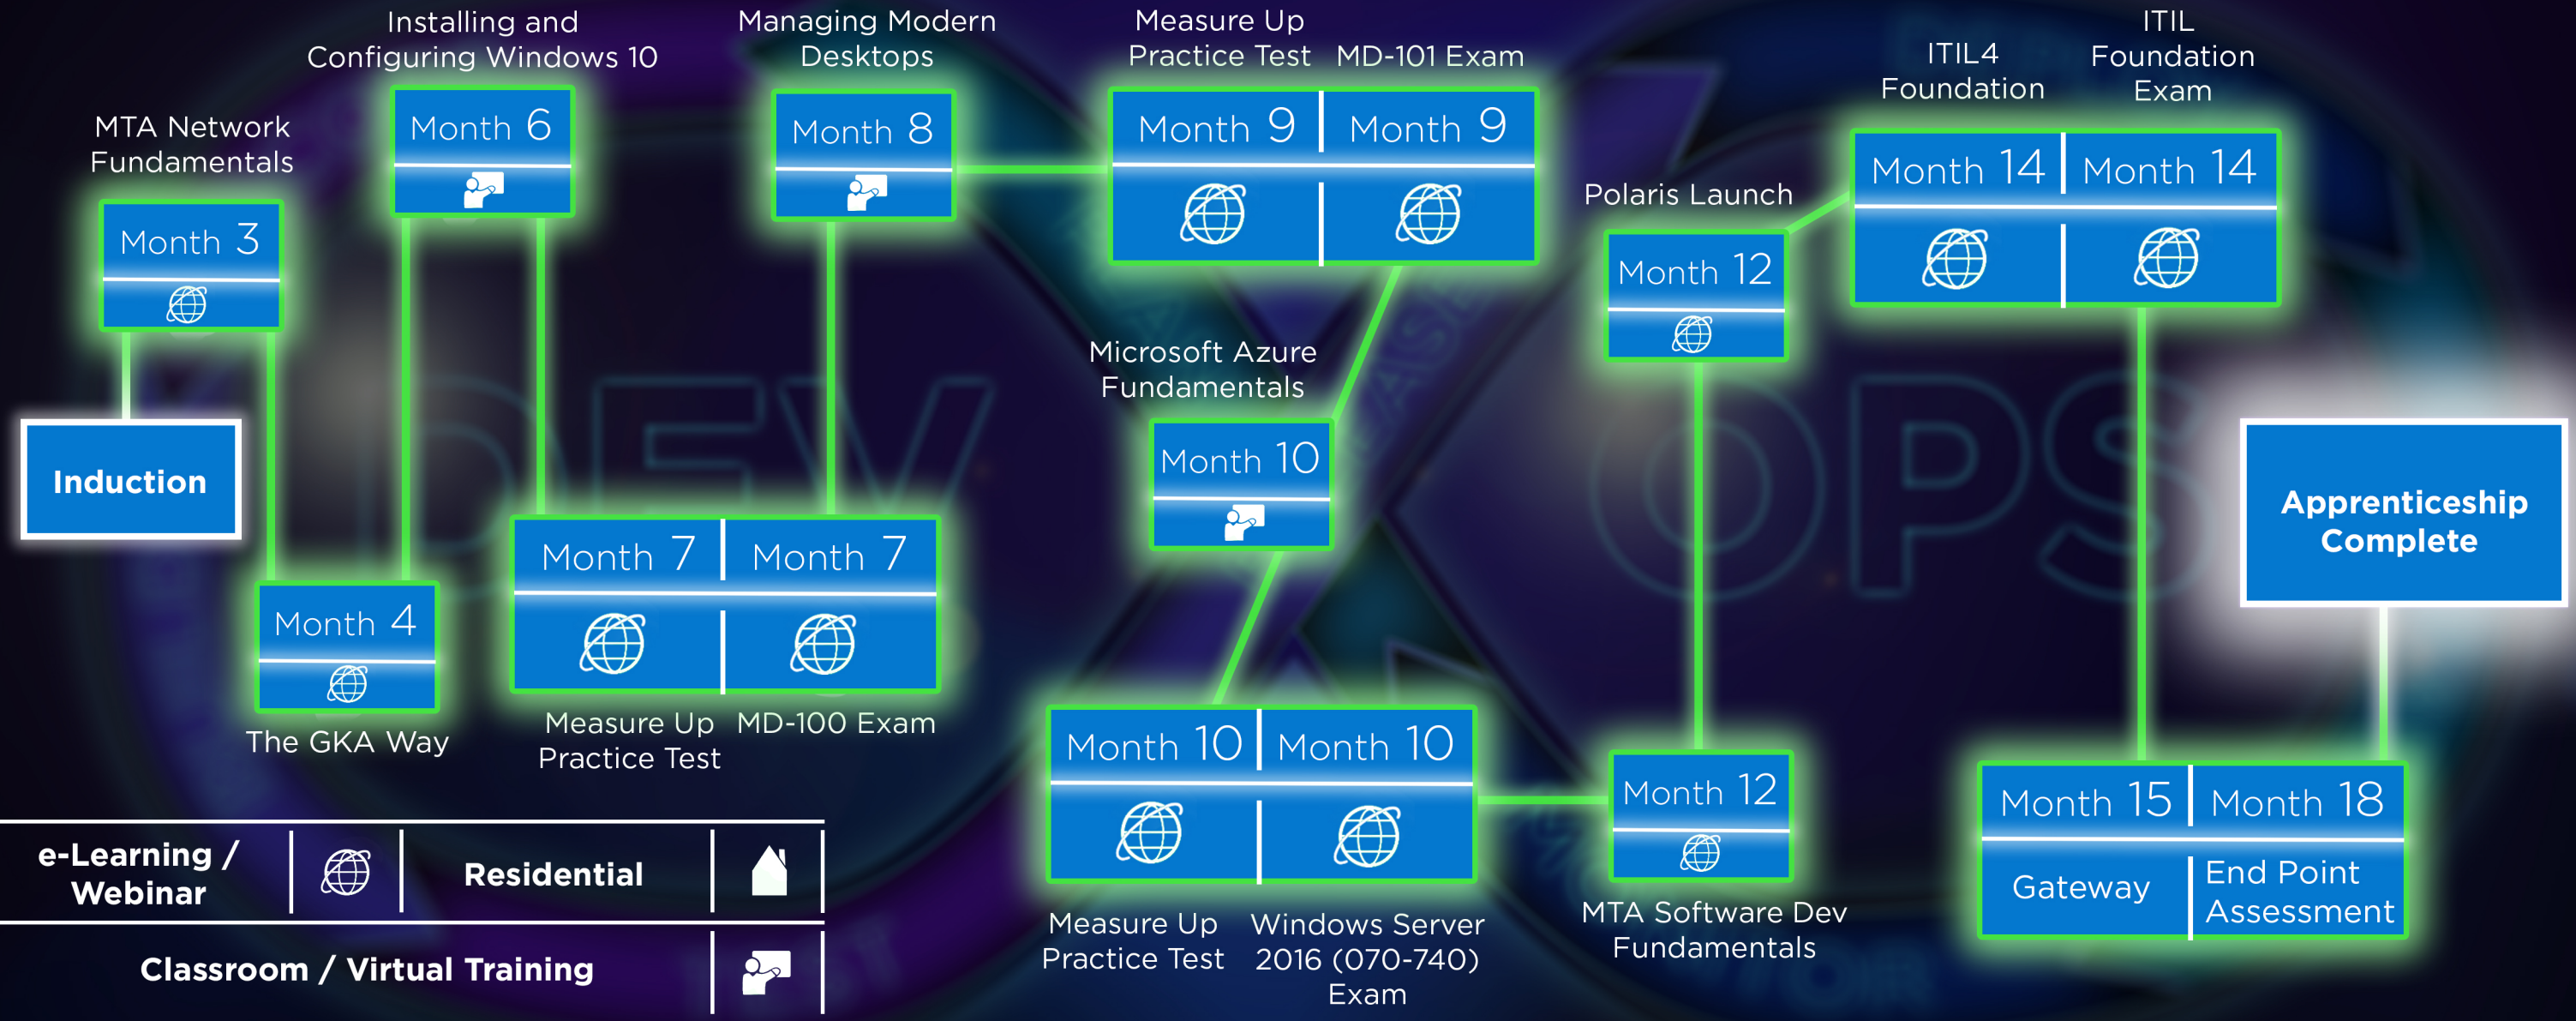 Induction
MTA Network
Fundamentals
Month 3
Month 4
The GKA Way
Installing and
Configuring Windows 10
Month 6
Month 7
Month 7
Measure Up
Practice Test
MD-100 Exam
Managing Modern
Desktops
Month 8
Measure Up
Practice Test
MD-101 Exam
Month 9
Month 9
Microsoft Azure
Fundamentals
Month 10
Month 10
Month 10
Measure Up
Practice Test
Windows Server
2016 (070-740)
Exam
Month 12
MTA Software Dev
Fundamentals
Polaris Launch
Month 12
ITIL4
Foundation
ITIL
Foundation
Exam
Month 14
Month 14
Month 15
Month 18
Gateway
End Point
Assessment
Apprenticeship
Complete
e-Learning /
Webinar
Residential
Classroom / Virtual Training
DEV
OPS